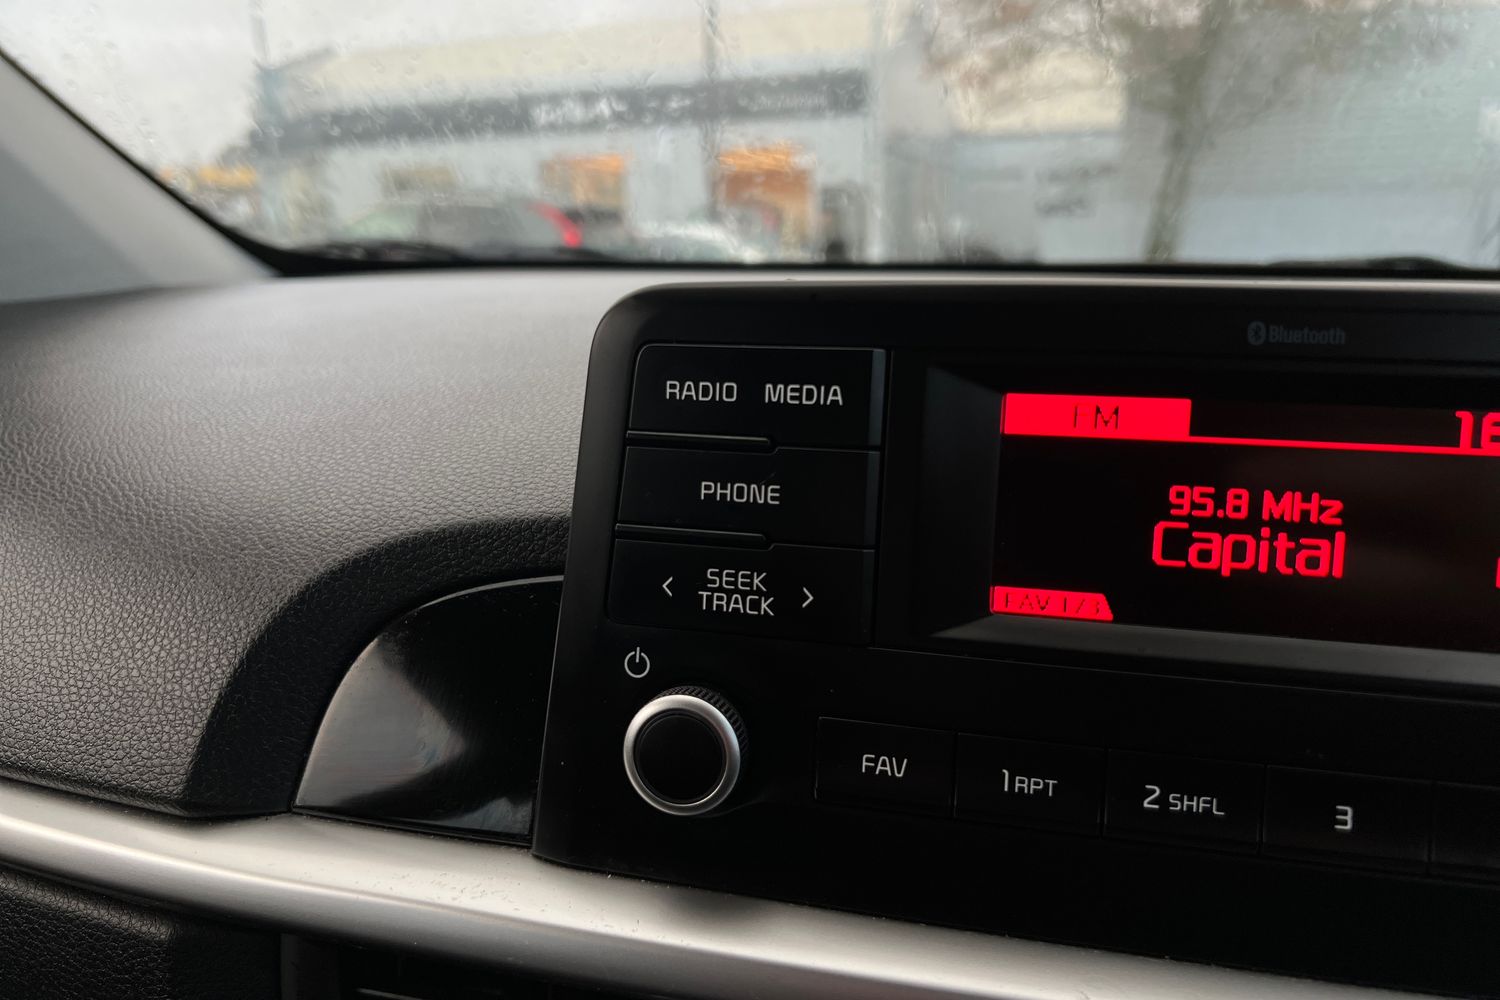 Bluetooth
RADIO MEDIA
PHONE
SEEK
TRACK
FM
95.8 MHz
Capital
FAV 1/3
FAV
1 RPT
2 SHFL
3